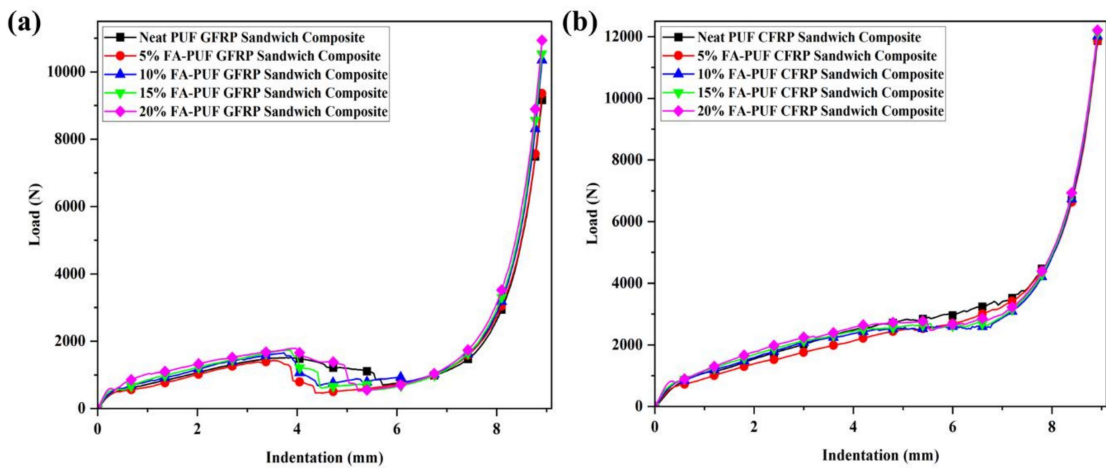 (a)
Neat PUF GFRP Sandwich Composite
5% FA-PUF GFRP Sandwich Composite
10% FA-PUF GFRP Sandwich Composite
15% FA-PUF GFRP Sandwich Composite
20% FA-PUF GFRP Sandwich Composite
10000
8000
6000
4000
2000
0
Load (N)
0 2 4 6 8
Indentation (mm)
(b)
Neat PUF CFRP Sandwich Composite
5% FA-PUF CFRP Sandwich Composite
10% FA-PUF CFRP Sandwich Composite
15% FA-PUF CFRP Sandwich Composite
20% FA-PUF CFRP Sandwich Composite
12000
10000
8000
6000
4000
2000
0
Load (N)
0 2 4 6 8
Indentation (mm)